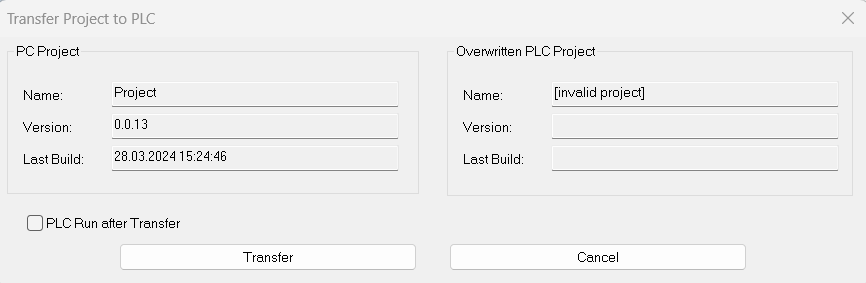 Transfer Project to PLC
PC Project
Name: Project
Version: 0.0.13
Last Build: 28.03.2024 15:24:46
Overwritten PLC Project
Name: [invalid project]
Version:
Last Build:
PLC Run after Transfer
Transfer
Cancel